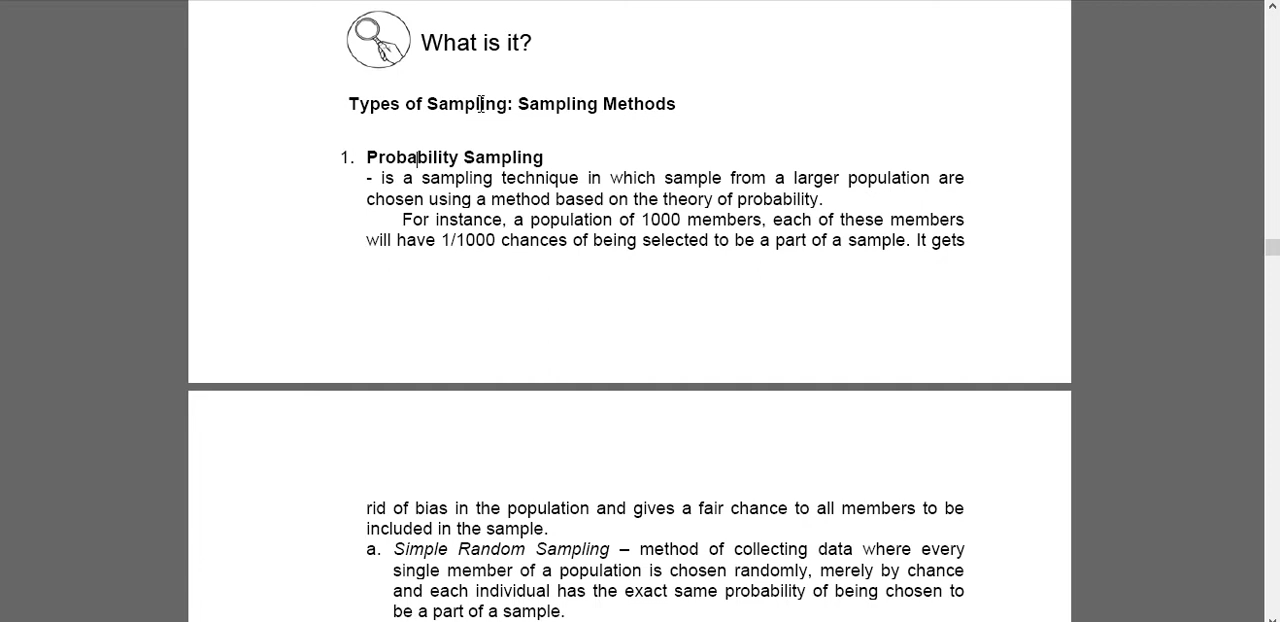 What is it?
Types of Sampling: Sampling Methods
1. Probability Sampling
- is a sampling technique in which sample from a larger population are
chosen using a method based on the theory of probability.
For instance, a population of 1000 members, each of these members
will have 1/1000 chances of being selected to be a part of a sample. It gets
rid of bias in the population and gives a fair chance to all members to be
included in the sample.
a. Simple Random Sampling – method of collecting data where every
single member of a population is chosen randomly, merely by chance
and each individual has the exact same probability of being chosen to
be a part of a sample.